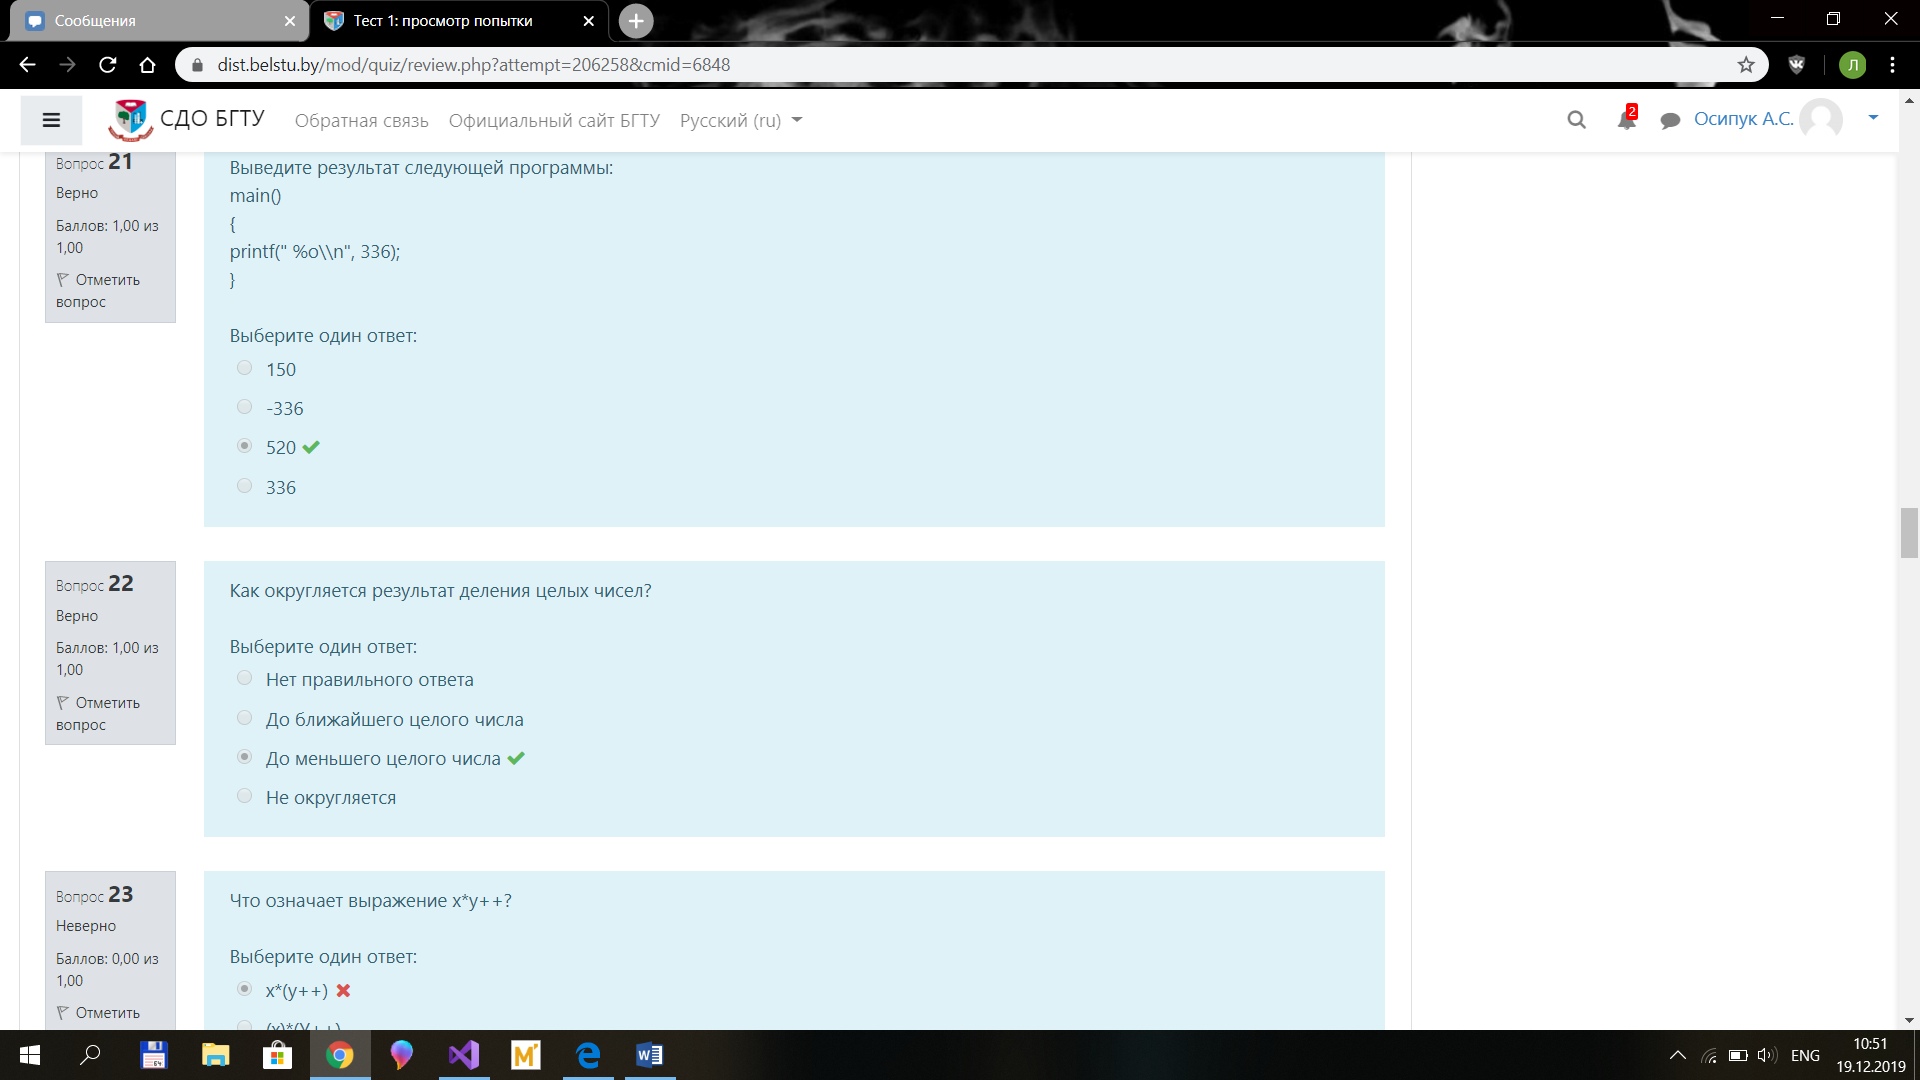 Сообщения
Тест 1: просмотр попытки
dist.belstu.by/mod/quiz/review.php?attempt=206258&cmid=6848
Л
СДО БГТУ
Обратная связь
Официальный сайт БГТУ
Русский (ru)
2
Осипук А.С.
Вопрос 21
Верно
Баллов: 1,00 из
1,00
Отметить
вопрос
Выведите результат следующей программы:
main()
{
printf(" %o\\n", 336);
}
Выберите один ответ:
150
-336
520
336
Вопрос 22
Верно
Баллов: 1,00 из
1,00
Отметить
вопрос
Как округляется результат деления целых чисел?
Выберите один ответ:
Нет правильного ответа
До ближайшего целого числа
До меньшего целого числа
Не округляется
Вопрос 23
Неверно
Баллов: 0,00 из
1,00
Отметить
Что означает выражение x*y++?
Выберите один ответ:
x*(y++)
ENG
10:51
19.12.2019